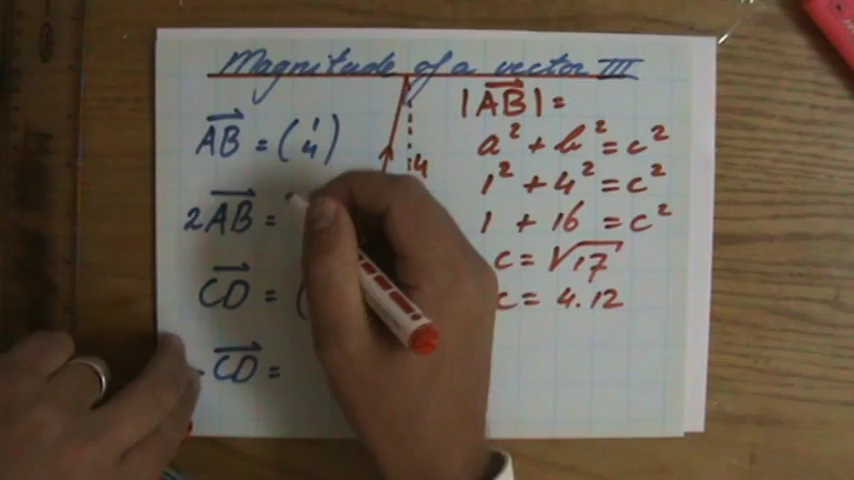 Magnitude of a vector III
AB = (1 4)
2AB =
CD = (
- CD =
4
|AB| =
a² + b² = c²
1² + 4² = c²
1 + 16 = c²
c = √17
c = 4.12